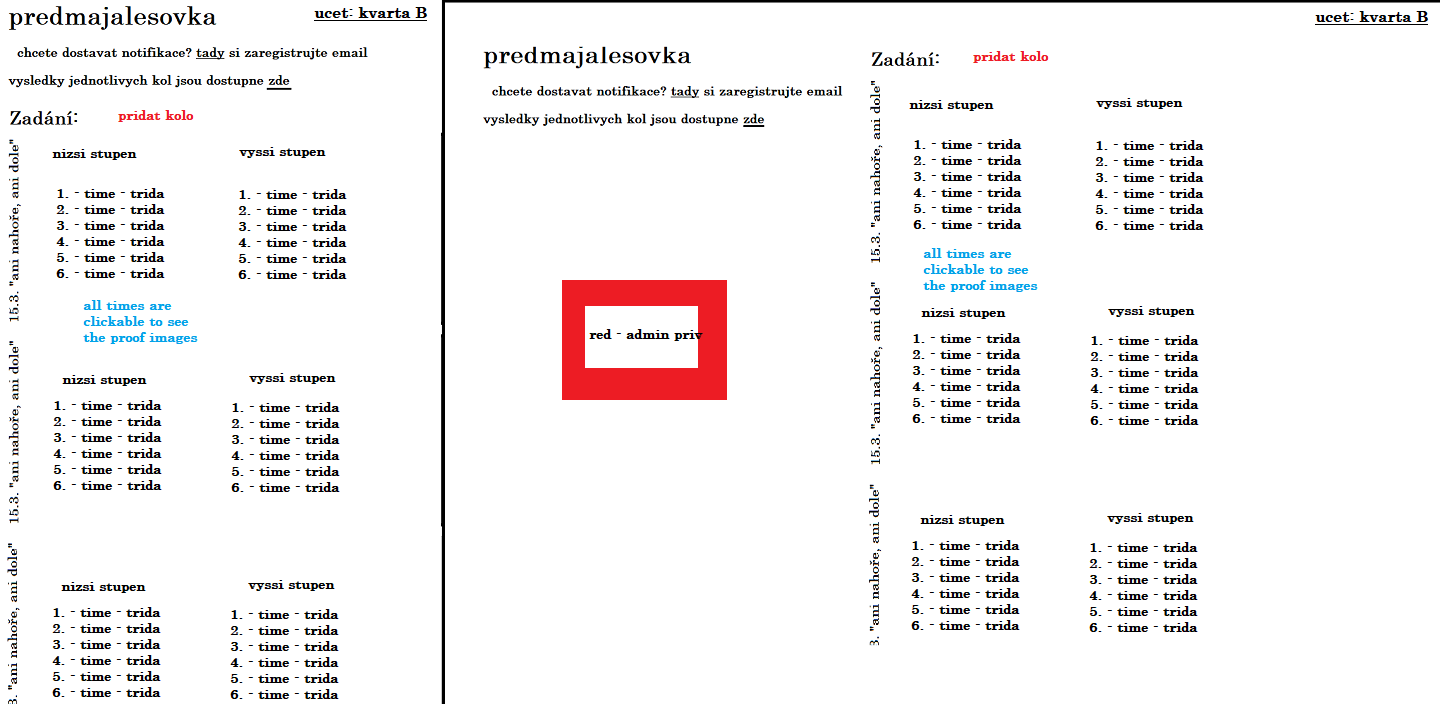 predmajalesovka
ucet: kvarta B
chcete dostavat notifikace? tady si zaregistrujte email
vysledky jednotlivych kol jsou dostupne zde
Zadání:
pridat kolo
15.3. "ani nahoře, ani dole"
nizsi stupen
vyssi stupen
1. - time - trida
2. - time - trida
3. - time - trida
4. - time - trida
5. - time - trida
6. - time - trida
1. - time - trida
2. - time - trida
3. - time - trida
4. - time - trida
5. - time - trida
6. - time - trida
all times are
clickable to see
the proof images
15.3. "ani nahoře, ani dole"
nizsi stupen
vyssi stupen
1. - time - trida
2. - time - trida
3. - time - trida
4. - time - trida
5. - time - trida
6. - time - trida
1. - time - trida
2. - time - trida
3. - time - trida
4. - time - trida
5. - time - trida
6. - time - trida
3. "ani nahoře, ani dole"
nizsi stupen
vyssi stupen
1. - time - trida
2. - time - trida
3. - time - trida
4. - time - trida
5. - time - trida
6. - time - trida
1. - time - trida
2. - time - trida
3. - time - trida
4. - time - trida
5. - time - trida
6. - time - trida
ucet: kvarta B
predmajalesovka
chcete dostavat notifikace? tady si zaregistrujte email
vysledky jednotlivych kol jsou dostupne zde
red - admin priv
Zadání:
pridat kolo
15.3. "ani nahoře, ani dole"
nizsi stupen
vyssi stupen
1. - time - trida
2. - time - trida
3. - time - trida
4. - time - trida
5. - time - trida
6. - time - trida
1. - time - trida
2. - time - trida
3. - time - trida
4. - time - trida
5. - time - trida
6. - time - trida
all times are
clickable to see
the proof images
15.3. "ani nahoře, ani dole"
nizsi stupen
vyssi stupen
1. - time - trida
2. - time - trida
3. - time - trida
4. - time - trida
5. - time - trida
6. - time - trida
1. - time - trida
2. - time - trida
3. - time - trida
4. - time - trida
5. - time - trida
6. - time - trida
3. "ani nahoře, ani dole"
nizsi stupen
vyssi stupen
1. - time - trida
2. - time - trida
3. - time - trida
4. - time - trida
5. - time - trida
6. - time - trida
1. - time - trida
2. - time - trida
3. - time - trida
4. - time - trida
5. - time - trida
6. - time - trida